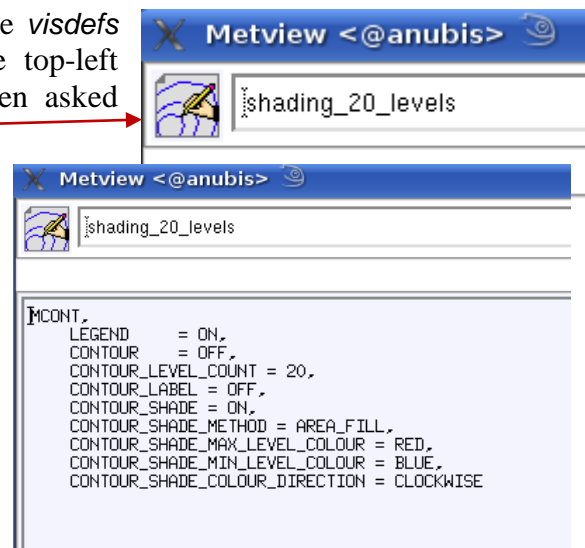 e visdefs
e top-left
en asked
Metview <@anubis>
shading_20_levels
Metview <@anubis>
shading_20_levels
MCONT,
LEGEND = ON,
CONTOUR = OFF,
CONTOUR_LEVEL_COUNT = 20,
CONTOUR_LABEL = OFF,
CONTOUR_SHADE = ON,
CONTOUR_SHADE_METHOD = AREA_FILL,
CONTOUR_SHADE_MAX_LEVEL_COLOUR = RED,
CONTOUR_SHADE_MIN_LEVEL_COLOUR = BLUE,
CONTOUR_SHADE_COLOUR_DIRECTION = CLOCKWISE